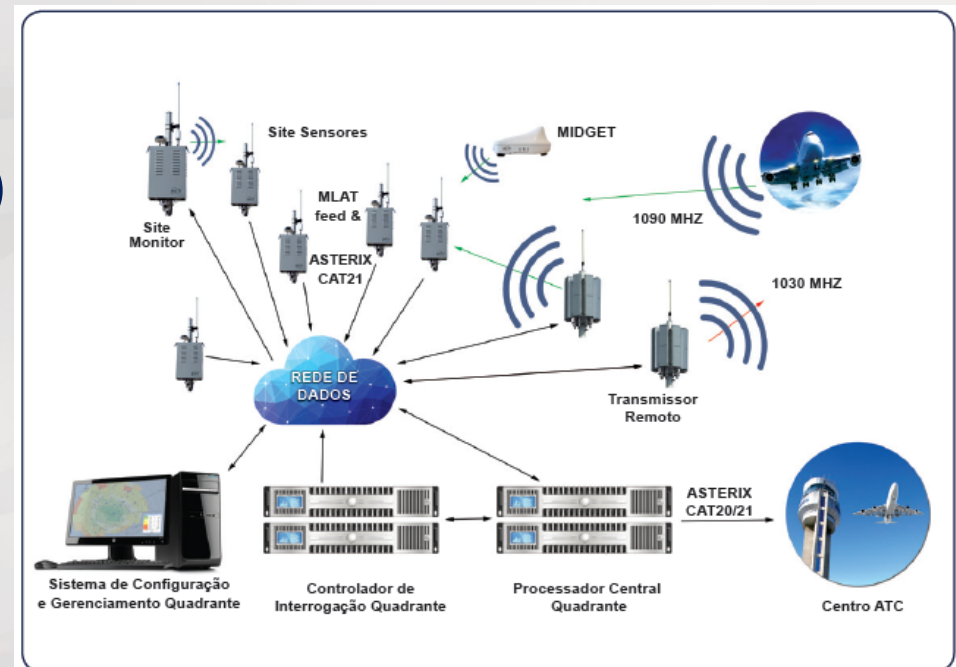 Site Sensores
MIDGET
MLAT
feed &
1090 MHZ
Site
Monitor
ASTERIX
CAT21
1030 MHZ
REDE DE
DADOS
Transmissor
Remoto
ASTERIX
CAT20/21
Sistema de Configuração
e Gerenciamento Quadrante
Controlador de
Interrogação Quadrante
Processador Central
Quadrante
Centro ATC